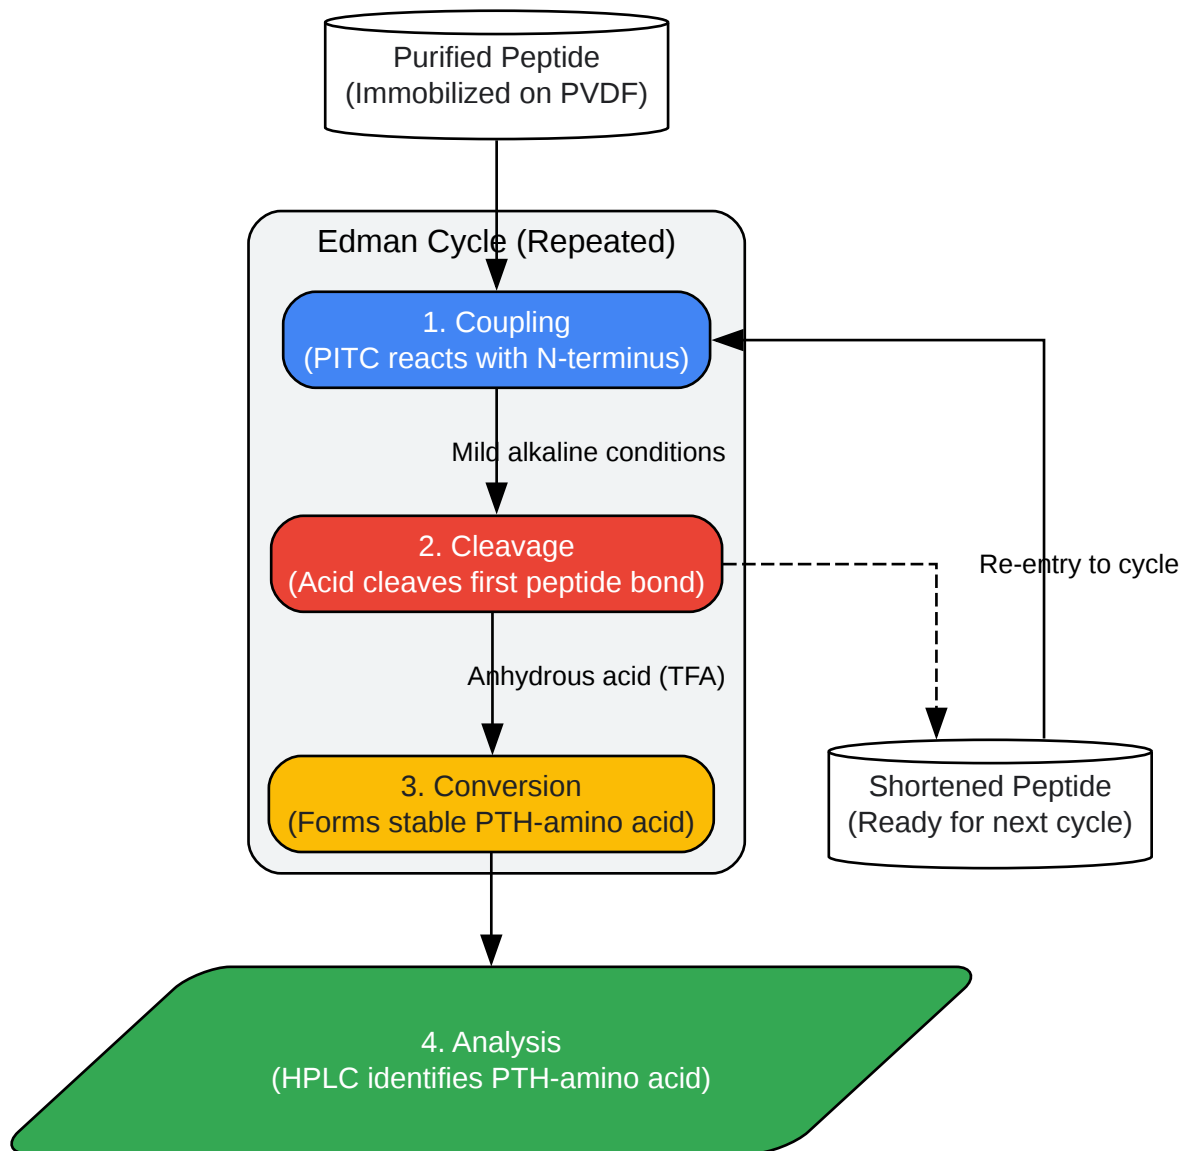 Purified Peptide
(Immobilized on PVDF)
Edman Cycle (Repeated)
1. Coupling
(PITC reacts with N-terminus)
Mild alkaline conditions
2. Cleavage
(Acid cleaves first peptide bond)
Re-entry to cycle
Anhydrous acid (TFA)
3. Conversion
(Forms stable PTH-amino acid)
Shortened Peptide
(Ready for next cycle)
4. Analysis
(HPLC identifies PTH-amino acid)